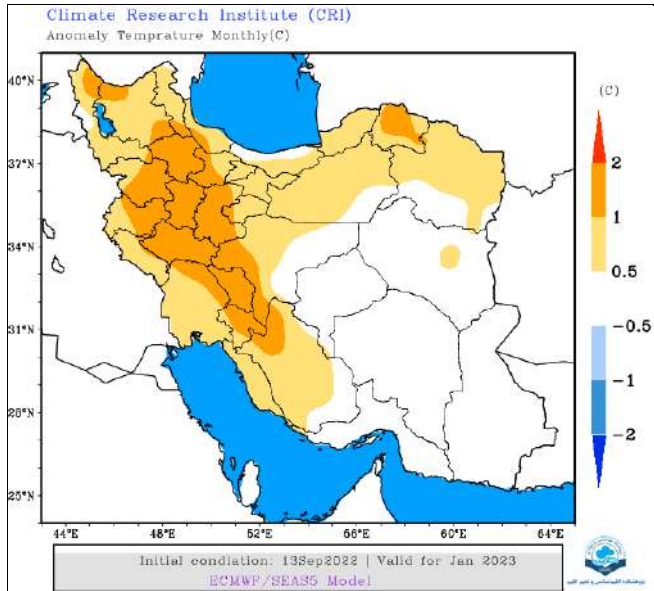 Climate Research Institute (CRI)
Anomaly Temprature Monthly(C)
40°N
37°N
34°N
31°N
28°N
25°N
44°E
48°E
52°E
56°E
60°E
64°E
(C)
2
1
0.5
−0.5
−1
−2
Initial condiation: 13Sep2022 | Valid for Jan 2023
ECMWF/SEAS5 Model